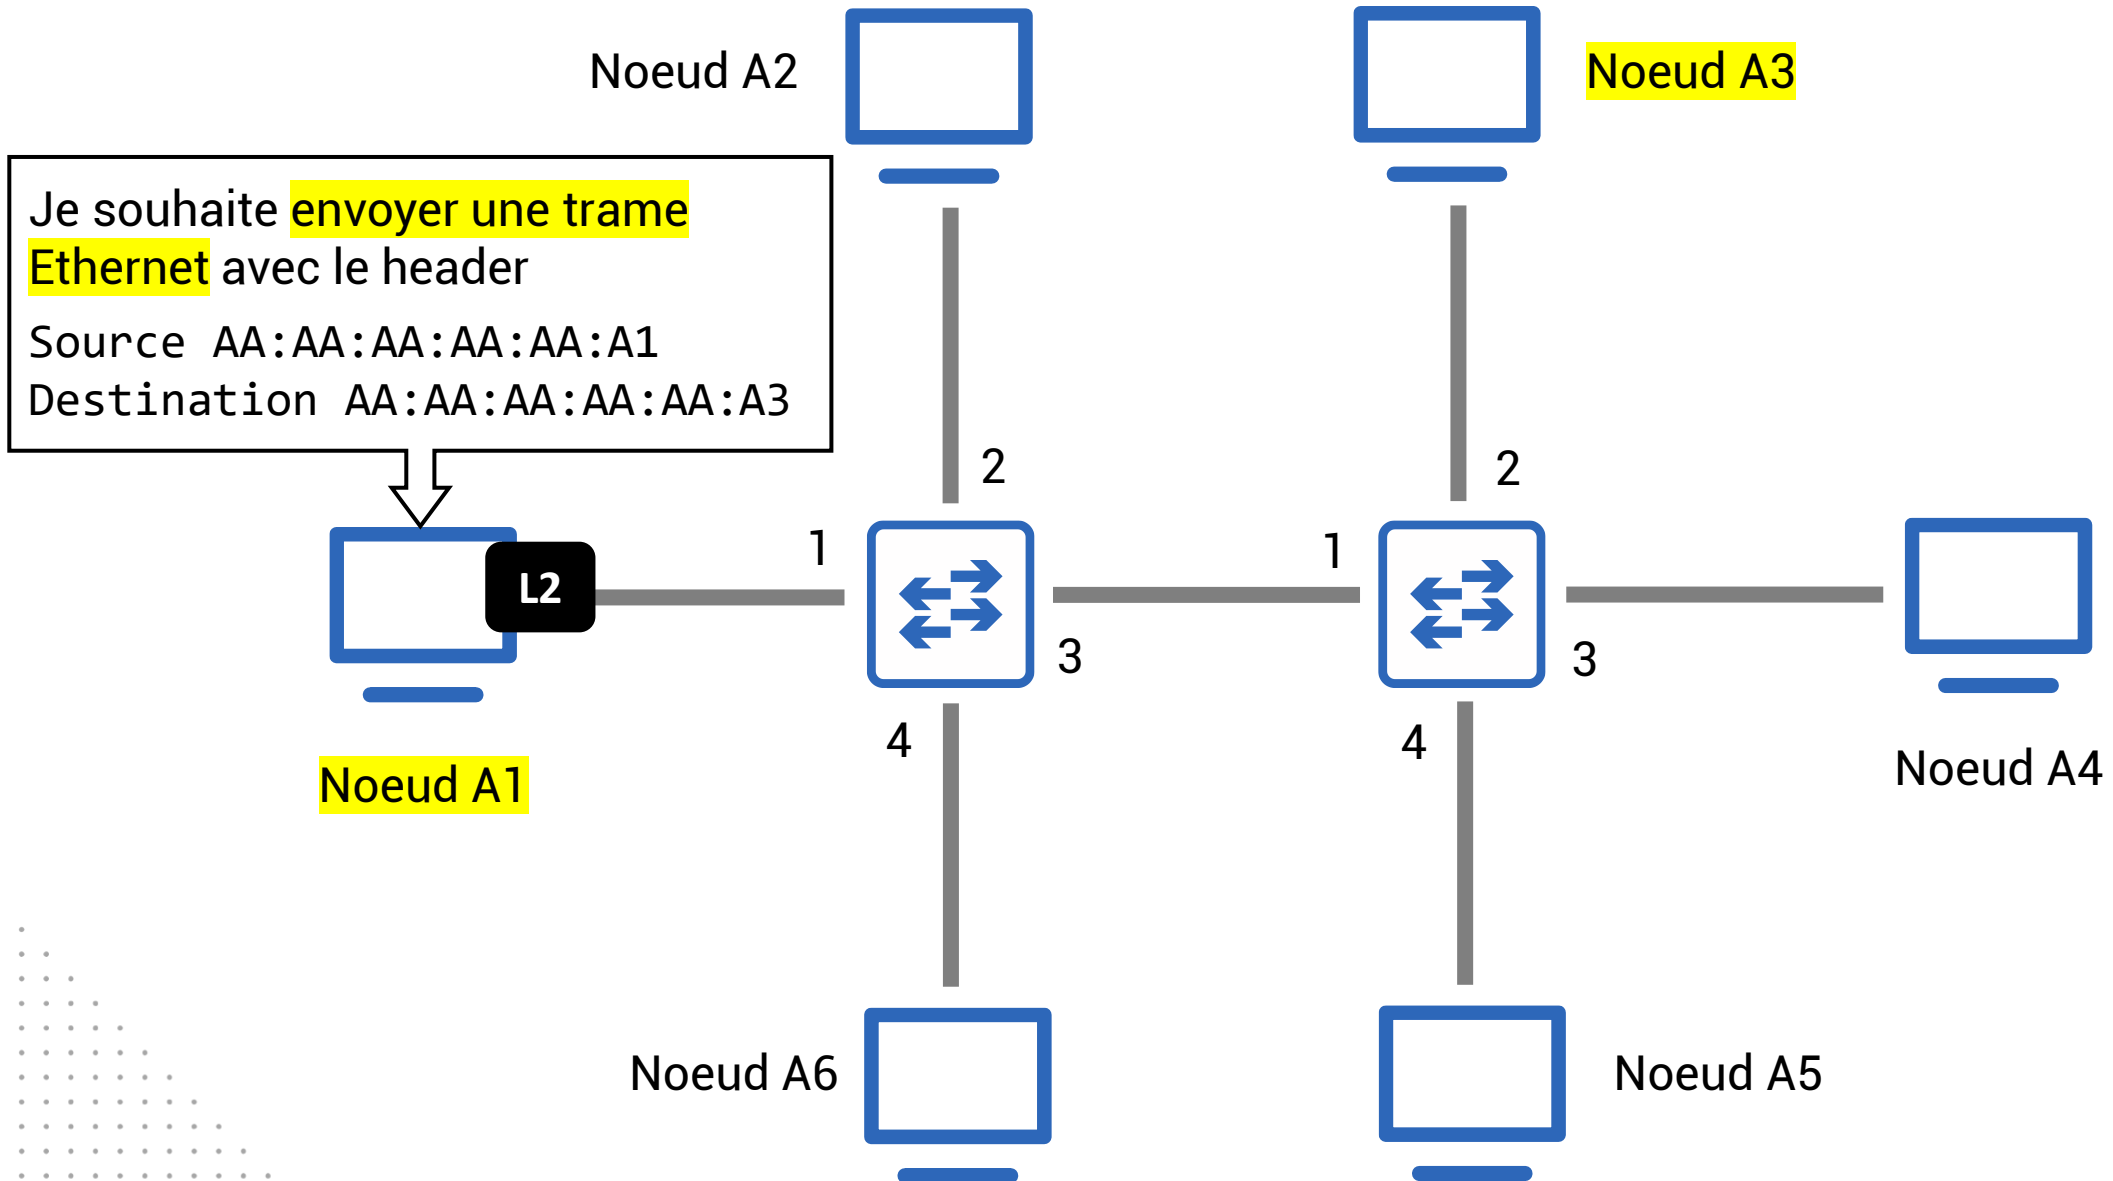 Noeud A2
Noeud A3
Je souhaite envoyer une trame
Ethernet avec le header
Source AA:AA:AA:AA:AA:A1
Destination AA:AA:AA:AA:AA:A3
2
2
1
1
L2
3
3
4
4
Noeud A1
Noeud A4
Noeud A6
Noeud A5